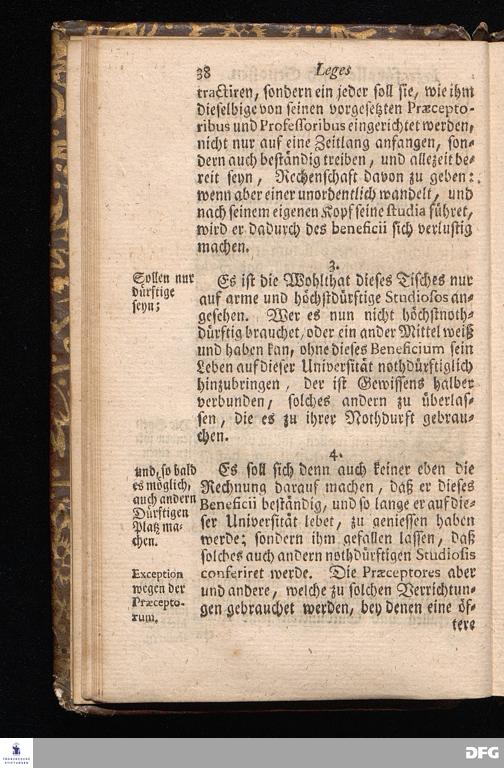 38 Leges
tractiren, sondern ein jeder soll sie, wie ihm
dieselbige von seinen vorgesetzten Præcepto-
ribus und Professoribus eingerichtet werden,
nicht nur auf eine Zeitlang anfangen, son-
dern auch beständig treiben, und allezeit be-
reit seyn, Rechenschaft davon zu geben:
wenn aber einer unordentlich wandelt, und
nach seinem eigenen Kopf seine studia führet,
wird er dadurch des beneficii sich verlustig
machen.
3.
Sollen nur
dürftige
seyn;
Es ist die Wohlthat dieses Tisches nur
auf arme und höchstdürftige Studiosos an-
gesehen. Wer es nun nicht höchstnoth-
dürftig brauchet, oder ein ander Mittel weiß
und haben kan, ohne dieses Beneficium sein
Leben auf dieser Universität nothdürftiglich
hinzubringen, der ist Gewissens halber
verbunden, solches andern zu überlas-
sen, die es zu ihrer Nothdurft gebrau-
chen.
4.
und, so bald
es möglich,
auch andern
Dürftigen
Platz ma-
chen.
Es soll sich denn auch keiner eben die
Rechnung darauf machen, daß er dieses
Beneficii beständig, und so lange er auf die-
ser Universität lebet, zu geniessen haben
werde; sondern ihm gefallen lassen, daß
solches auch andern nothdürftigen Studiosis
Exception
wegen der
Præcepto-
rum.
conferiret werde. Die Præceptores aber
und andere, welche zu solchen Verrichtun-
gen gebrauchet werden, bey denen eine öf-
tere
FRANCKESCHE
STIFTUNGEN
DFG